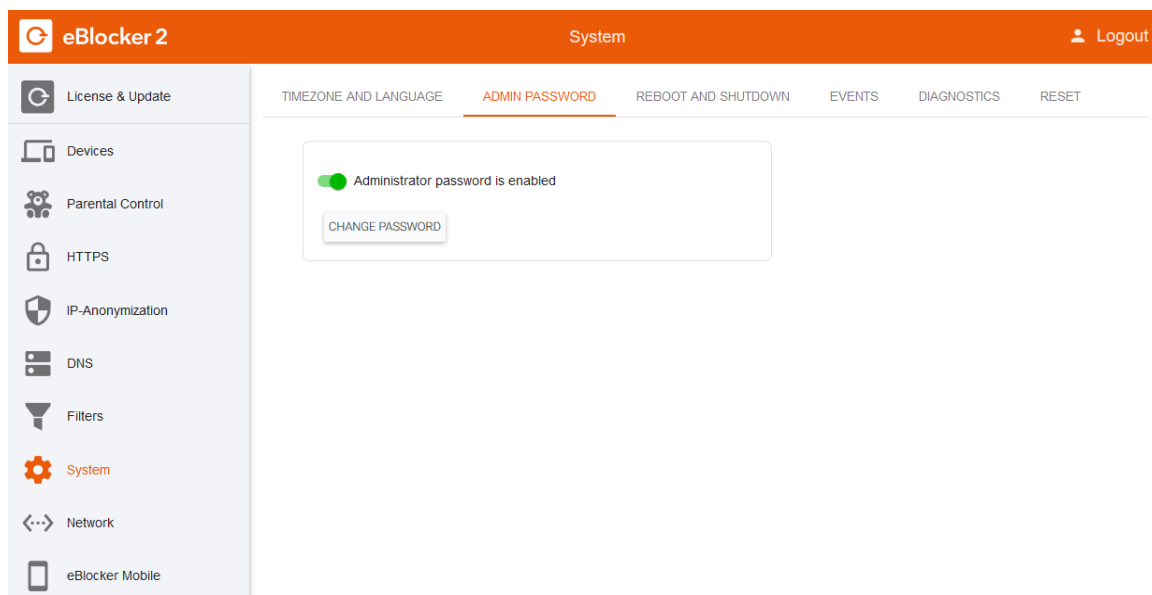 eBlocker 2 System Logout
License & Update
TIMEZONE AND LANGUAGE ADMIN PASSWORD REBOOT AND SHUTDOWN EVENTS DIAGNOSTICS RESET
Devices
Administrator password is enabled
Parental Control
CHANGE PASSWORD
HTTPS
IP-Anonymization
DNS
Filters
System
Network
eBlocker Mobile